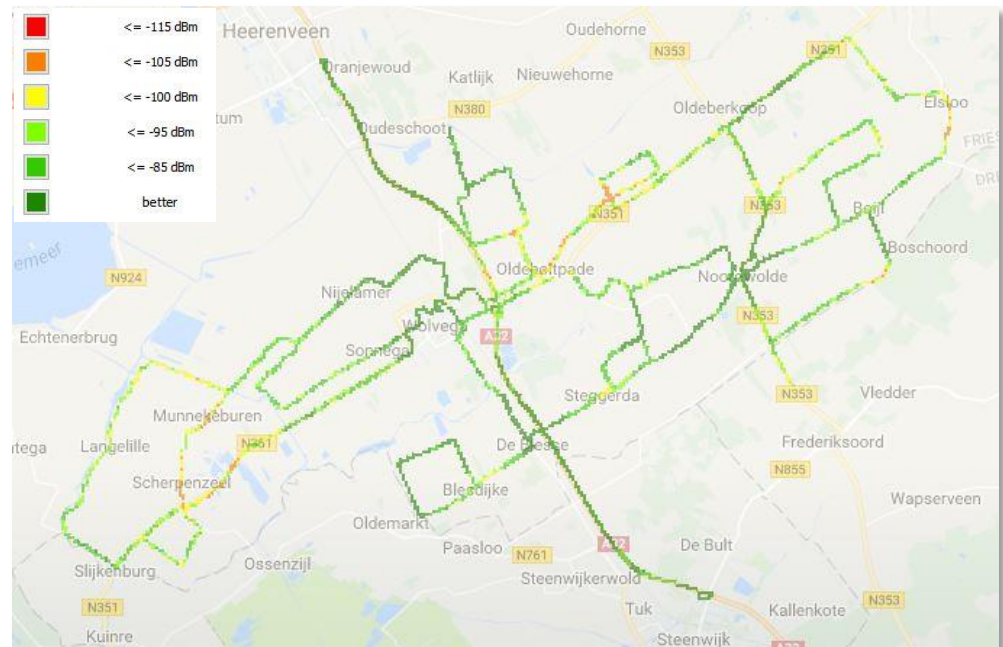 <= -115 dBm
<= -105 dBm
<= -100 dBm
<= -95 dBm
<= -85 dBm
better
Heerenveen
Oudehorne
N351
N353
Oranjewoud
Katlijk
Nieuwehorne
N380
Oldeberkoop
Elsloo
Oudeschoot
FRIES
N351
N353
Boijl
Boschoord
Oldeholtpade
Noordwolde
N924
Nijelamer
N353
Echtenerbrug
Wolvega
A32
Sonnega
Steggerda
N353
Vledder
Munnekeburen
N351
Langelille
De Blesse
Frederiksoord
N855
Scherpenzeel
Blesdijke
Wapserveen
Oldemarkt
Paasloo
N761
A32
De Bult
Slijkenburg
Ossenzijl
Steenwijkerwold
N351
Tuk
Kallenkote
N353
Kuinre
Steenwijk
A32